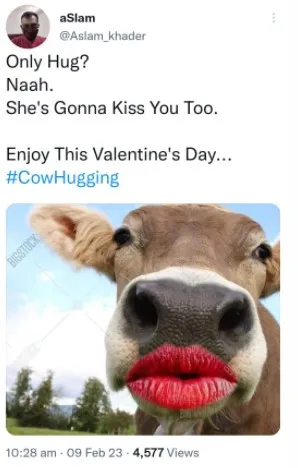 aSlam
@Aslam_khader
Only Hug?
Naah.
She's Gonna Kiss You Too.
Enjoy This Valentine's Day...
#CowHugging
BIGSTOCK
10:28 am · 09 Feb 23 · 4,577 Views